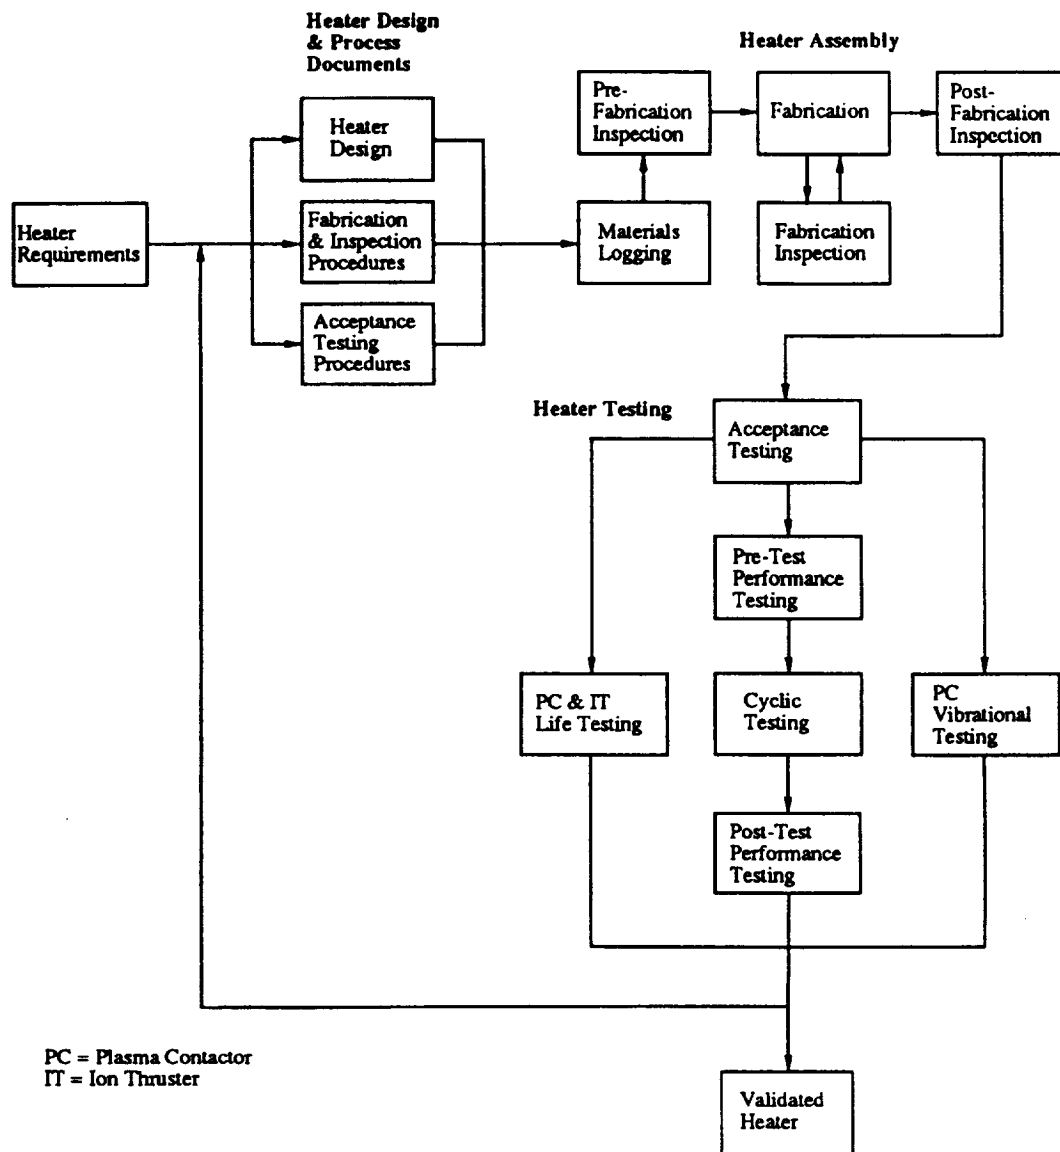 Heater Design
& Process
Documents
Heater Assembly
Heater
Requirements
Heater
Design
Fabrication
& Inspection
Procedures
Acceptance
Testing
Procedures
Pre-
Fabrication
Inspection
Fabrication
Post-
Fabrication
Inspection
Materials
Logging
Fabrication
Inspection
Heater Testing
Acceptance
Testing
Pre-Test
Performance
Testing
PC & IT
Life Testing
Cyclic
Testing
PC
Vibrational
Testing
Post-Test
Performance
Testing
PC = Plasma Contactor
IT = Ion Thruster
Validated
Heater